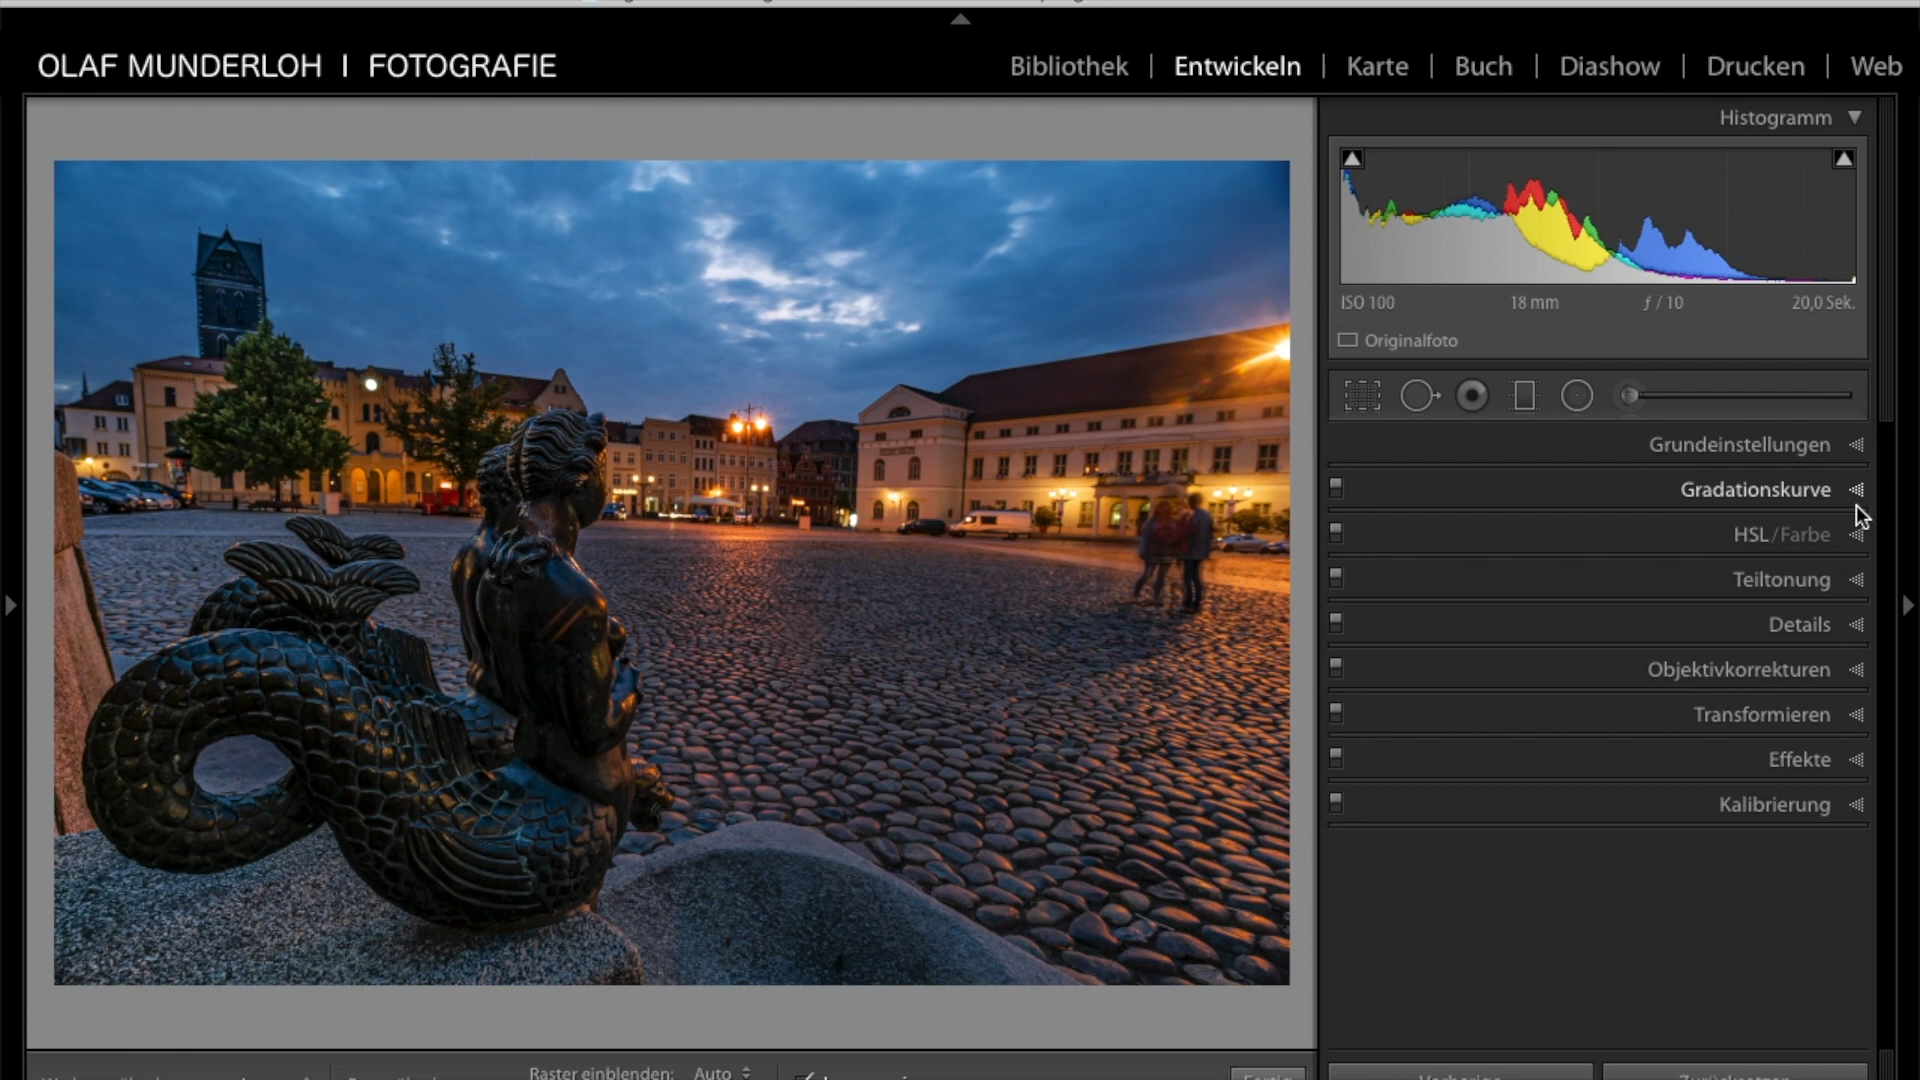 OLAF MUNDERLOH I FOTOGRAFIE
Bibliothek | Entwickeln | Karte | Buch | Diashow | Drucken | Web
Histogramm
ISO 100 18 mm ƒ / 10 20,0 Sek.
Originalfoto
Grundeinstellungen
Gradationskurve
HSL / Farbe
Teiltonung
Details
Objektivkorrekturen
Transformieren
Effekte
Kalibrierung
Raster einblenden: Auto